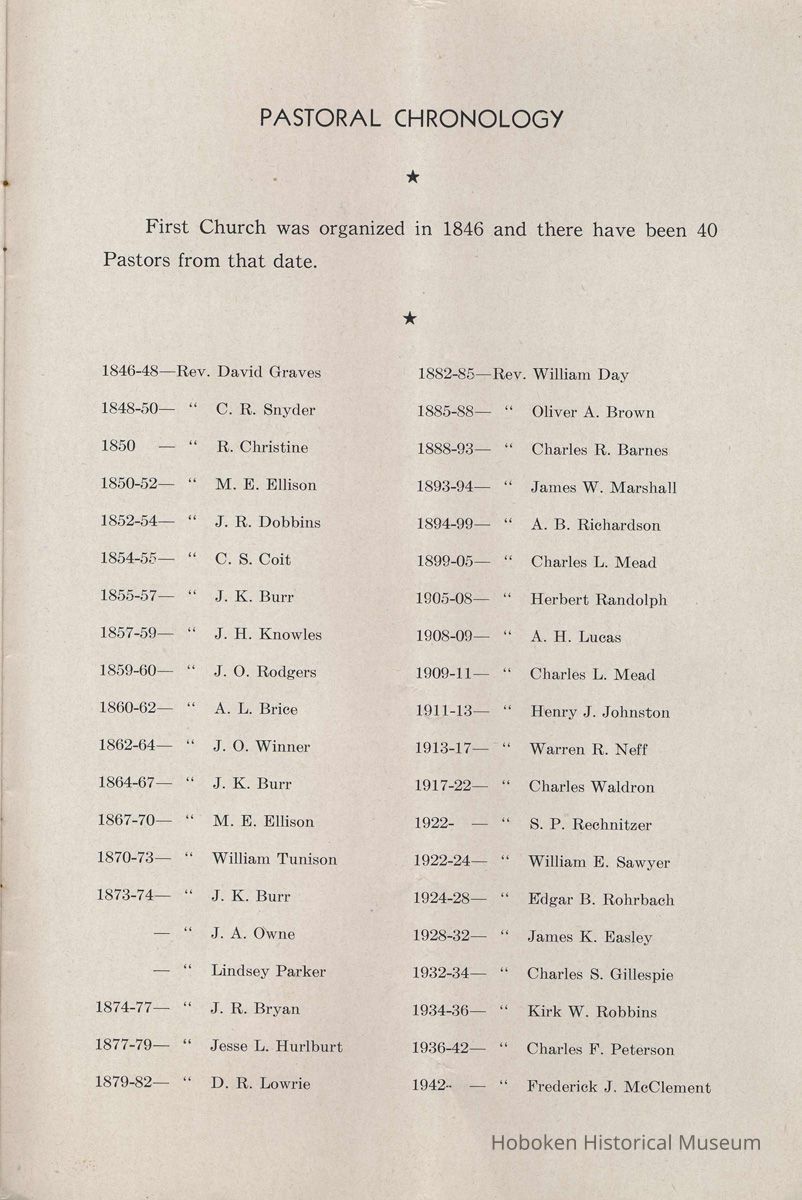 PASTORAL CHRONOLOGY
★
First Church was organized in 1846 and there have been 40
Pastors from that date.
★
1846-48—Rev. David Graves
1848-50— “ C. R. Snyder
1850 — “ R. Christine
1850-52— “ M. E. Ellison
1852-54— “ J. R. Dobbins
1854-55— “ C. S. Coit
1855-57— “ J. K. Burr
1857-59— “ J. H. Knowles
1859-60— “ J. O. Rodgers
1860-62— “ A. L. Brice
1862-64— “ J. O. Winner
1864-67— “ J. K. Burr
1867-70— “ M. E. Ellison
1870-73— “ William Tunison
1873-74— “ J. K. Burr
— “ J. A. Owne
— “ Lindsey Parker
1874-77— “ J. R. Bryan
1877-79— “ Jesse L. Hurlburt
1879-82— “ D. R. Lowrie
1882-85—Rev. William Day
1885-88— “ Oliver A. Brown
1888-93— “ Charles R. Barnes
1893-94— “ James W. Marshall
1894-99— “ A. B. Richardson
1899-05— “ Charles L. Mead
1905-08— “ Herbert Randolph
1908-09— “ A. H. Lucas
1909-11— “ Charles L. Mead
1911-13— “ Henry J. Johnston
1913-17— “ Warren R. Neff
1917-22— “ Charles Waldron
1922- — “ S. P. Rechnitzer
1922-24— “ William E. Sawyer
1924-28— “ Edgar B. Rohrbach
1928-32— “ James K. Easley
1932-34— “ Charles S. Gillespie
1934-36— “ Kirk W. Robbins
1936-42— “ Charles F. Peterson
1942- — “ Frederick J. McClement
Hoboken Historical Museum